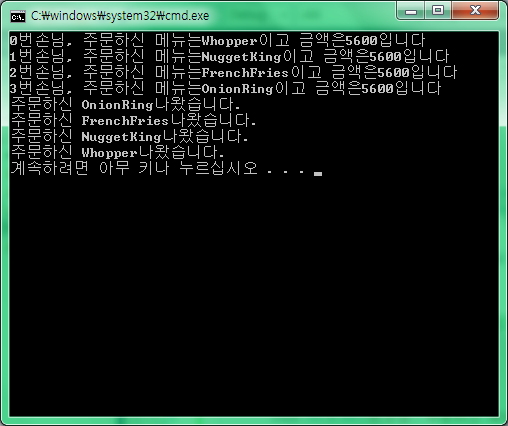 C:\windows\system32\cmd.exe
0번손님, 주문하신 메뉴는Whopper이고 금액은5600입니다
1번손님, 주문하신 메뉴는NuggetKing이고 금액은5600입니다
2번손님, 주문하신 메뉴는FrenchFries이고 금액은5600입니다
3번손님, 주문하신 메뉴는OnionRing이고 금액은5600입니다
주문하신 OnionRing나왔습니다.
주문하신 FrenchFries나왔습니다.
주문하신 NuggetKing나왔습니다.
주문하신 Whopper나왔습니다.
계속하려면 아무 키나 누르십시오 . . .